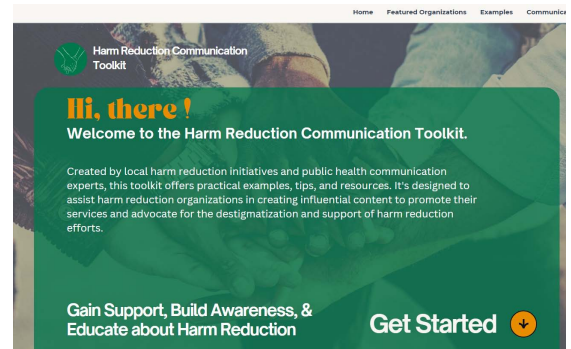 Home Featured Organizations Examples Communica
Harm Reduction Communication
Toolkit
Hi, there !
Welcome to the Harm Reduction Communication Toolkit.
Created by local harm reduction initiatives and public health communication
experts, this toolkit offers practical examples, tips, and resources. It's designed to
assist harm reduction organizations in creating influential content to promote their
services and advocate for the destigmatization and support of harm reduction
efforts.
Gain Support, Build Awareness, &
Educate about Harm Reduction
Get Started